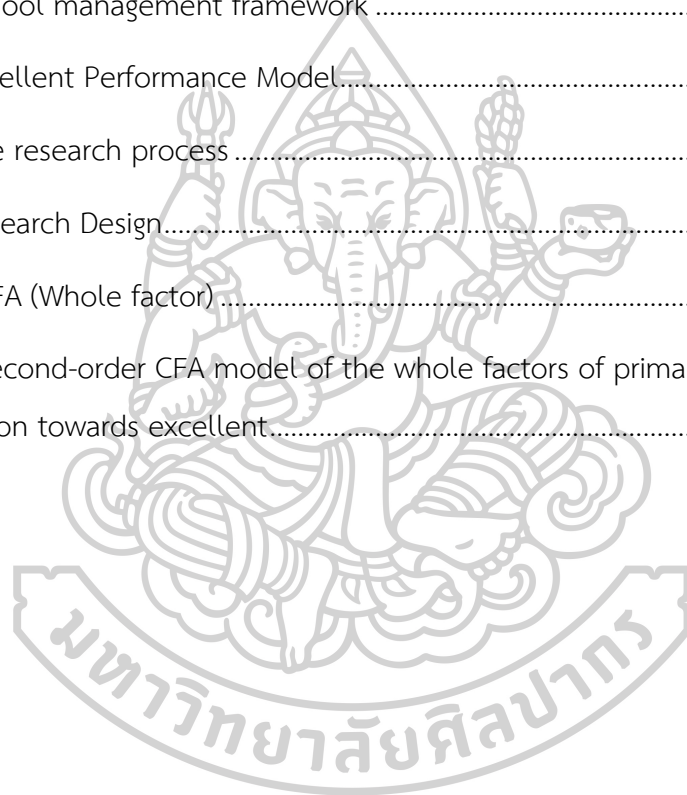 ool management framework
ellent Performance Model
e research process
earch Design
FA (Whole factor)
econd-order CFA model of the whole factors of prima
on towards excellent
มหาวิทยาลัยศิลปากร